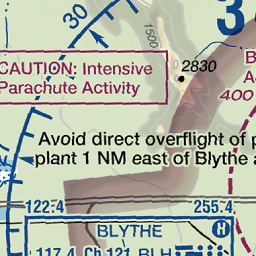 30
3
1500
CAUTION: Intensive
Parachute Activity
2830
B
A
400
Avoid direct overflight of p
plant 1 NM east of Blythe a
122.4
255.4
BLYTHE
H
117.4 Ch 121 BLH